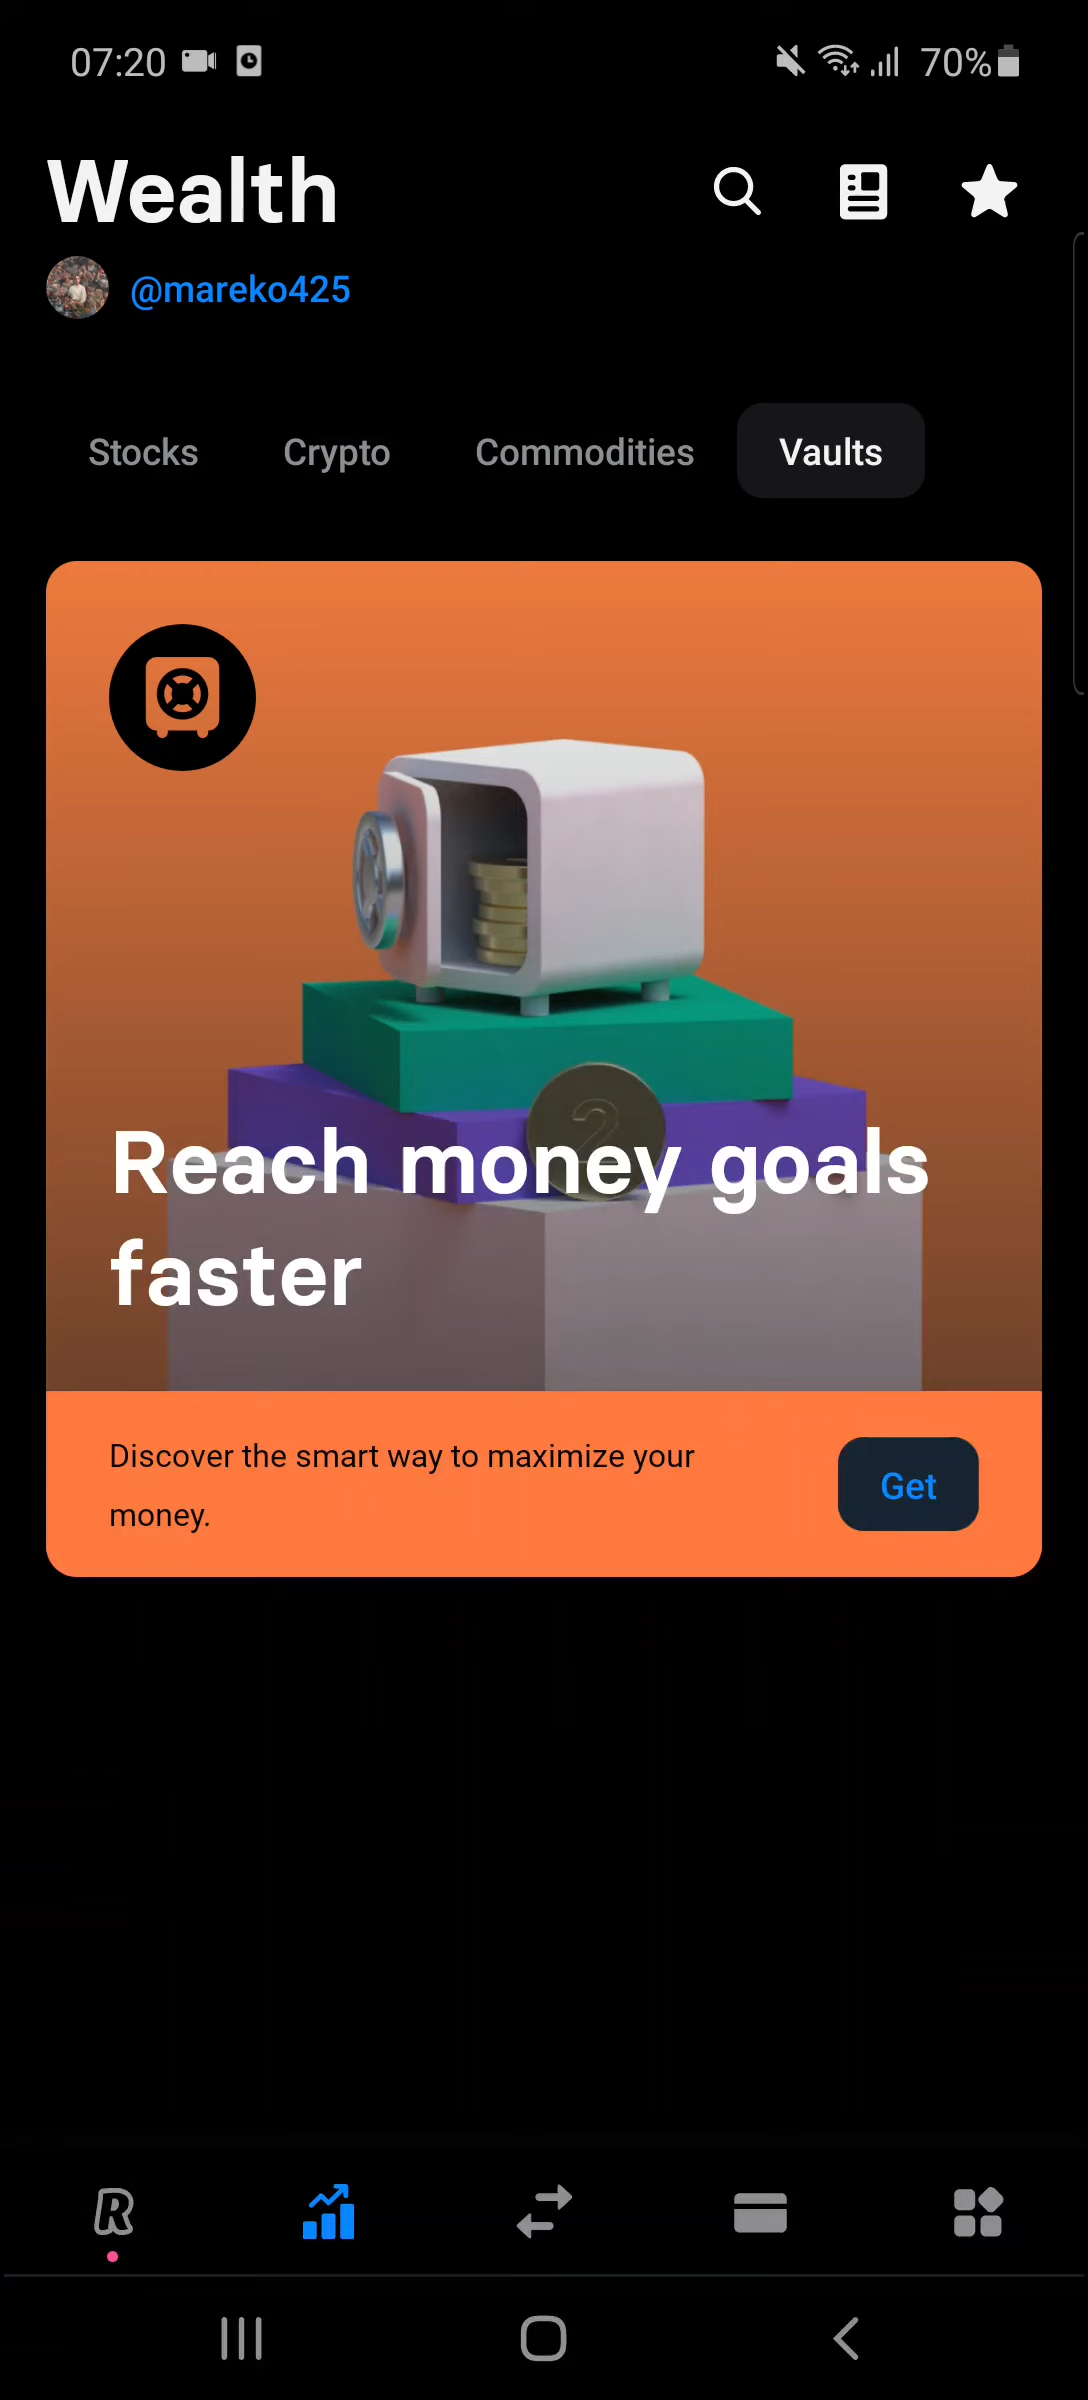 07:20
70%
Wealth
@mareko425
Stocks Crypto Commodities Vaults
2
Reach money goals
faster
Discover the smart way to maximize your
money.
Get
R